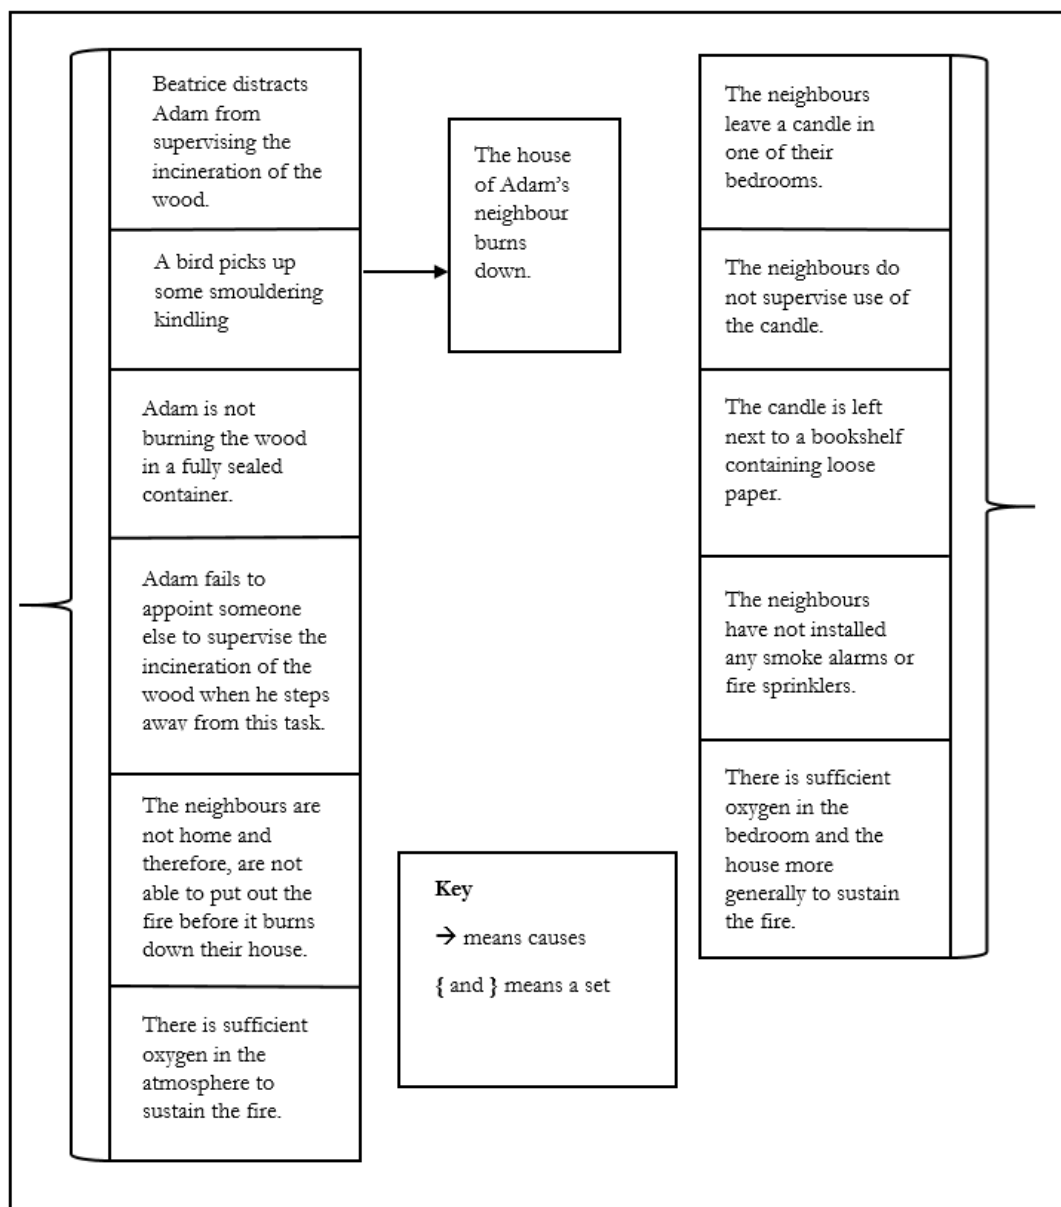 Beatrice distracts
Adam from
supervising the
incineration of the
wood.
A bird picks up
some smouldering
kindling
Adam is not
burning the wood
in a fully sealed
container.
Adam fails to
appoint someone
else to supervise the
incineration of the
wood when he steps
away from this task.
The neighbours are
not home and
therefore, are not
able to put out the
fire before it burns
down their house.
There is sufficient
oxygen in the
atmosphere to
sustain the fire.
The house
of Adam’s
neighbour
burns
down.
The neighbours
leave a candle in
one of their
bedrooms.
The neighbours do
not supervise use of
the candle.
The candle is left
next to a bookshelf
containing loose
paper.
The neighbours
have not installed
any smoke alarms or
fire sprinklers.
There is sufficient
oxygen in the
bedroom and the
house more
generally to sustain
the fire.
Key
→ means causes
{ and } means a set